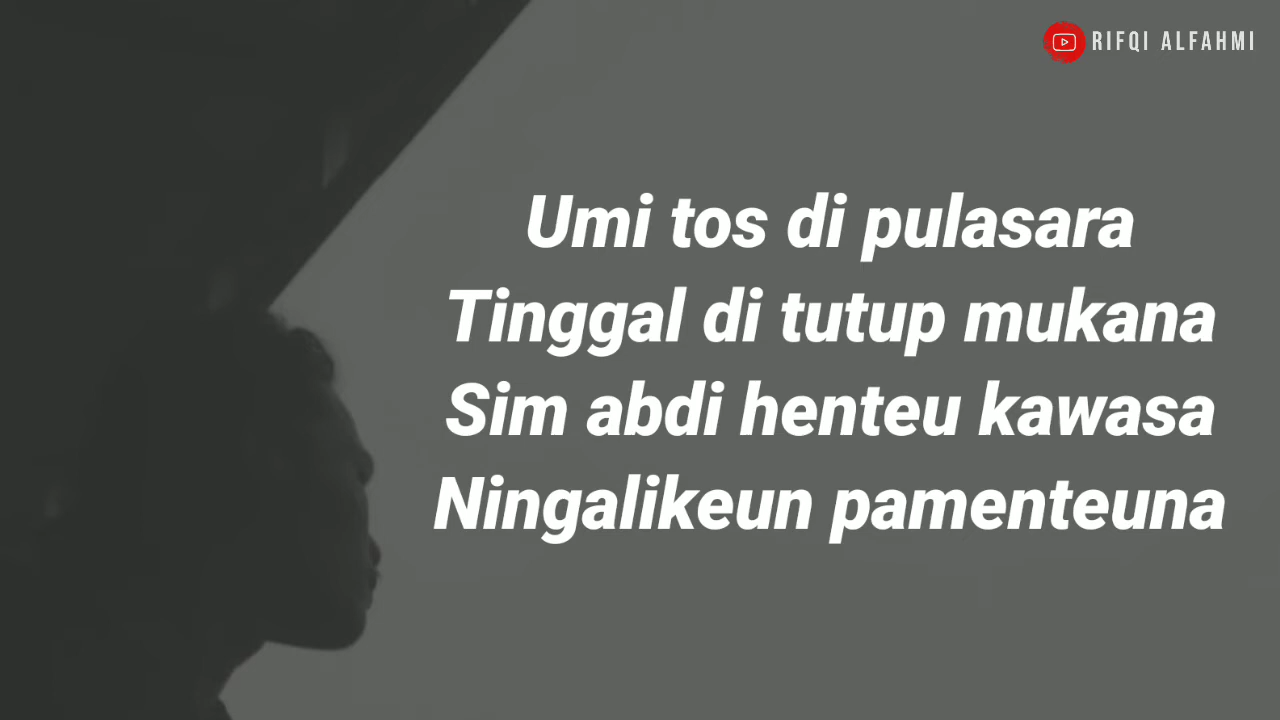 RIFQI ALFAHMI
Umi tos di pulasara
Tinggal di tutup mukana
Sim abdi henteu kawasa
Ningalikeun pamenteuna